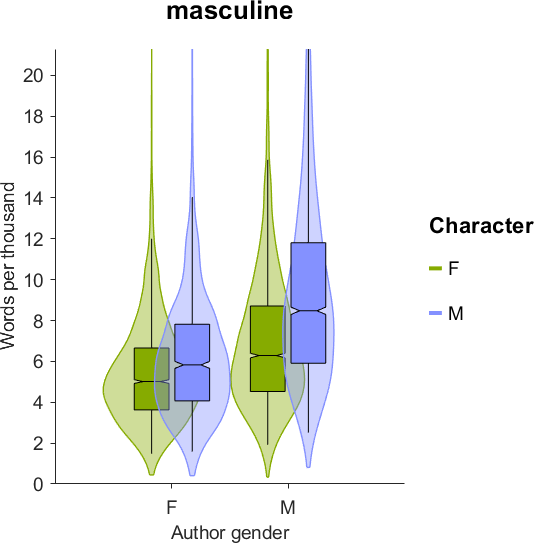 masculine
20
18
16
14
12
10
8
6
4
2
0
Words per thousand
F
M
Author gender
Character
F
M